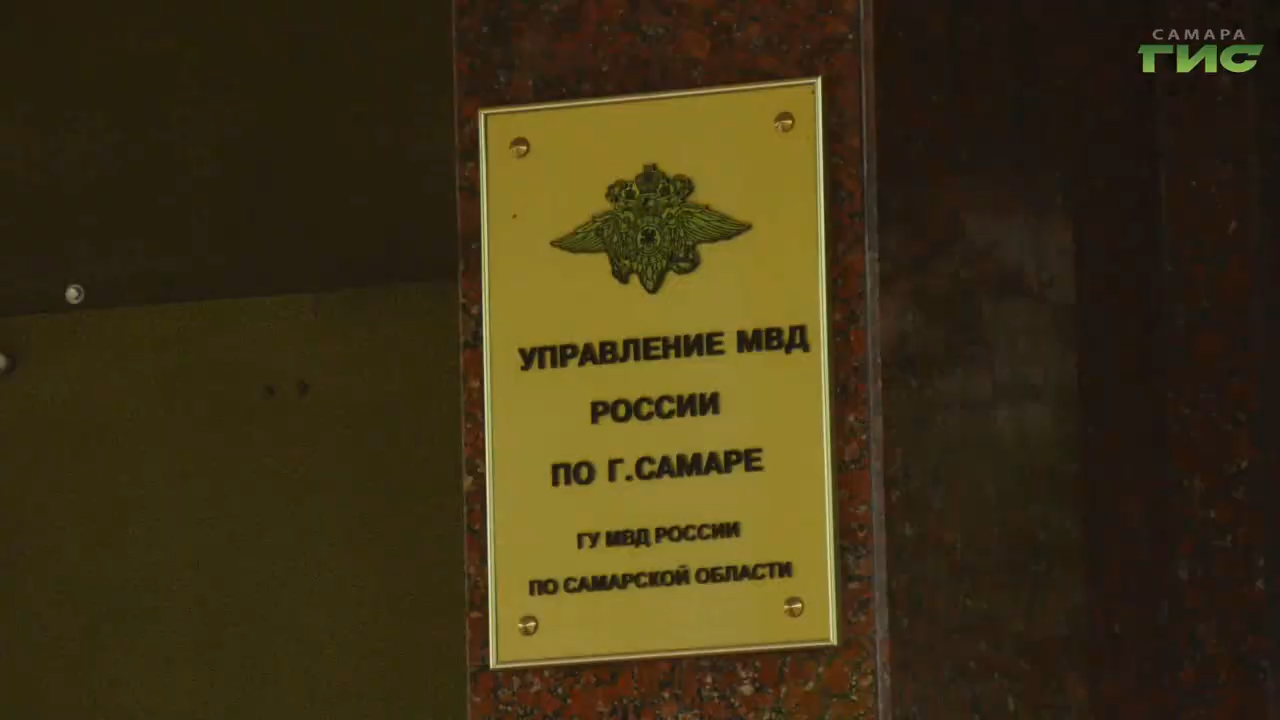 САМАРА
ГИС
УПРАВЛЕНИЕ МВД
РОССИИ
ПО Г.САМАРЕ
ГУ МВД РОССИИ
ПО САМАРСКОЙ ОБЛАСТИ